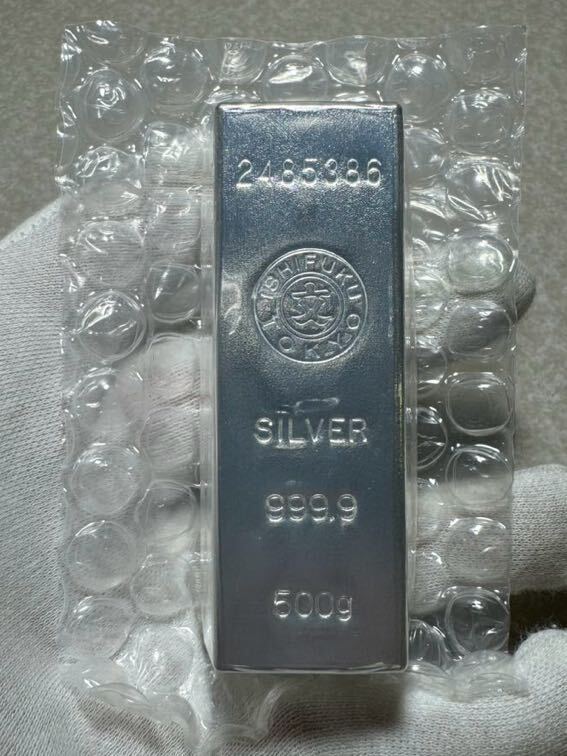 2485386
ISHIFUKU
TOKYO
SILVER
999.9
500g